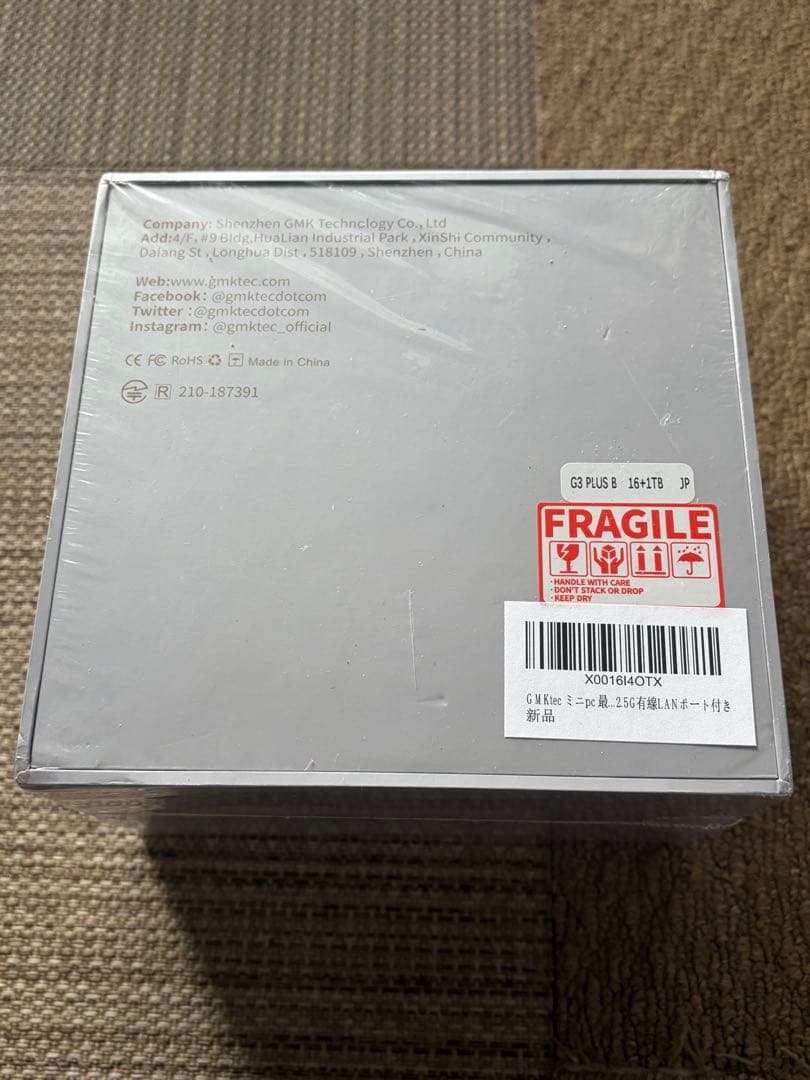 Company: Shenzhen GMK Technclogy Co., Ltd
Add:4/F, #9 Bldg,HuaLian Industrial Park , XinShi Community ,
Dalang St , Longhua Dist , 518109 , Shenzhen , China
Web:www.gmktec.com
Facebook: @gmktecdotcom
Twitter :@gmktecdotcom
Instagram: @gmktec_official
CE FC RoHS Made in China
R 210-187391
G3 PLUS B 16+1TB JP
FRAGILE
· HANDLE WITH CARE
· DON'T STACK OR DROP
· KEEP DRY
X0016I4OTX
GMKtec ミニpc 最...2.5G有線LANポート付き
新品